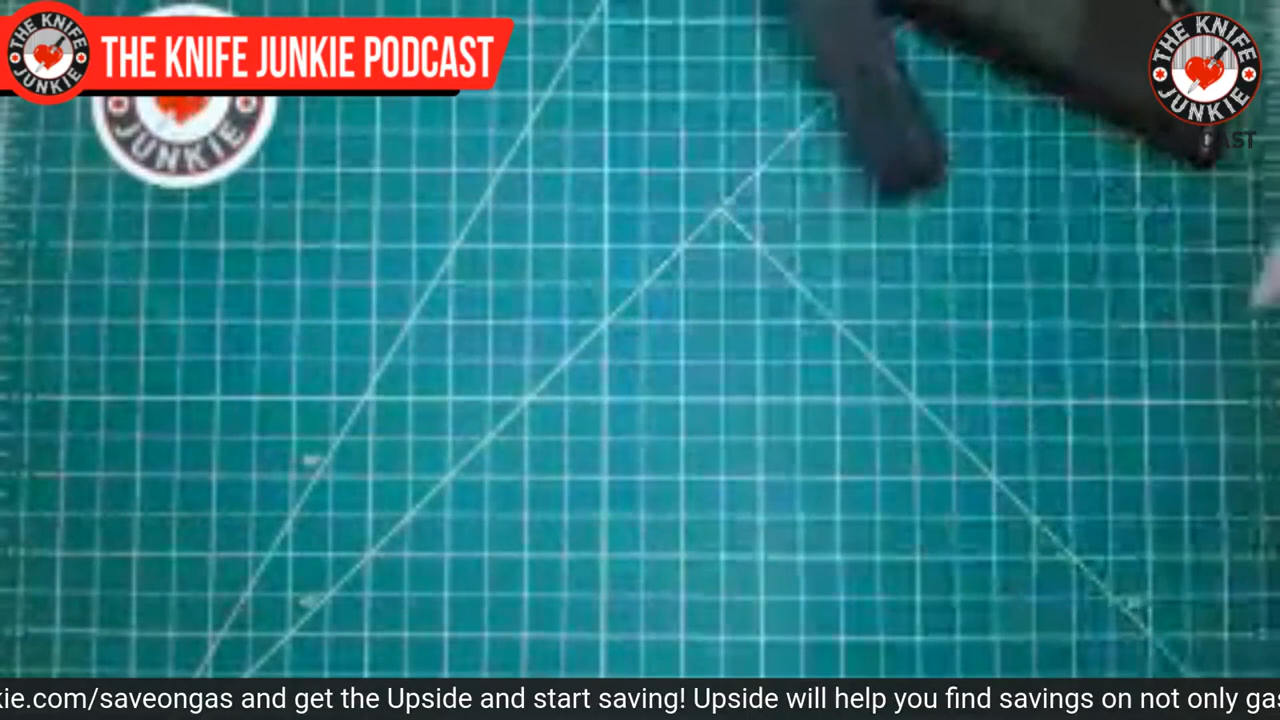 THE KNIFE JUNKIE
THE KNIFE JUNKIE PODCAST
JUNKIE
THE KNIFE JUNKIE
AST
kie.com/saveongas and get the Upside and start saving! Upside will help you find savings on not only gas